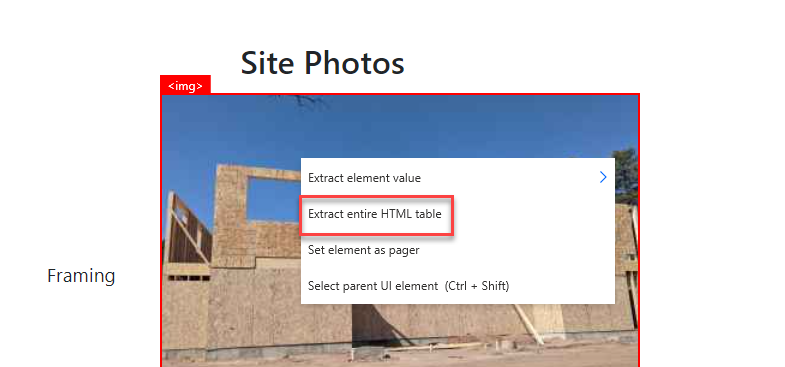 Site Photos
<img>
Extract element value
Extract entire HTML table
Set element as pager
Select parent UI element (Ctrl + Shift)
Framing